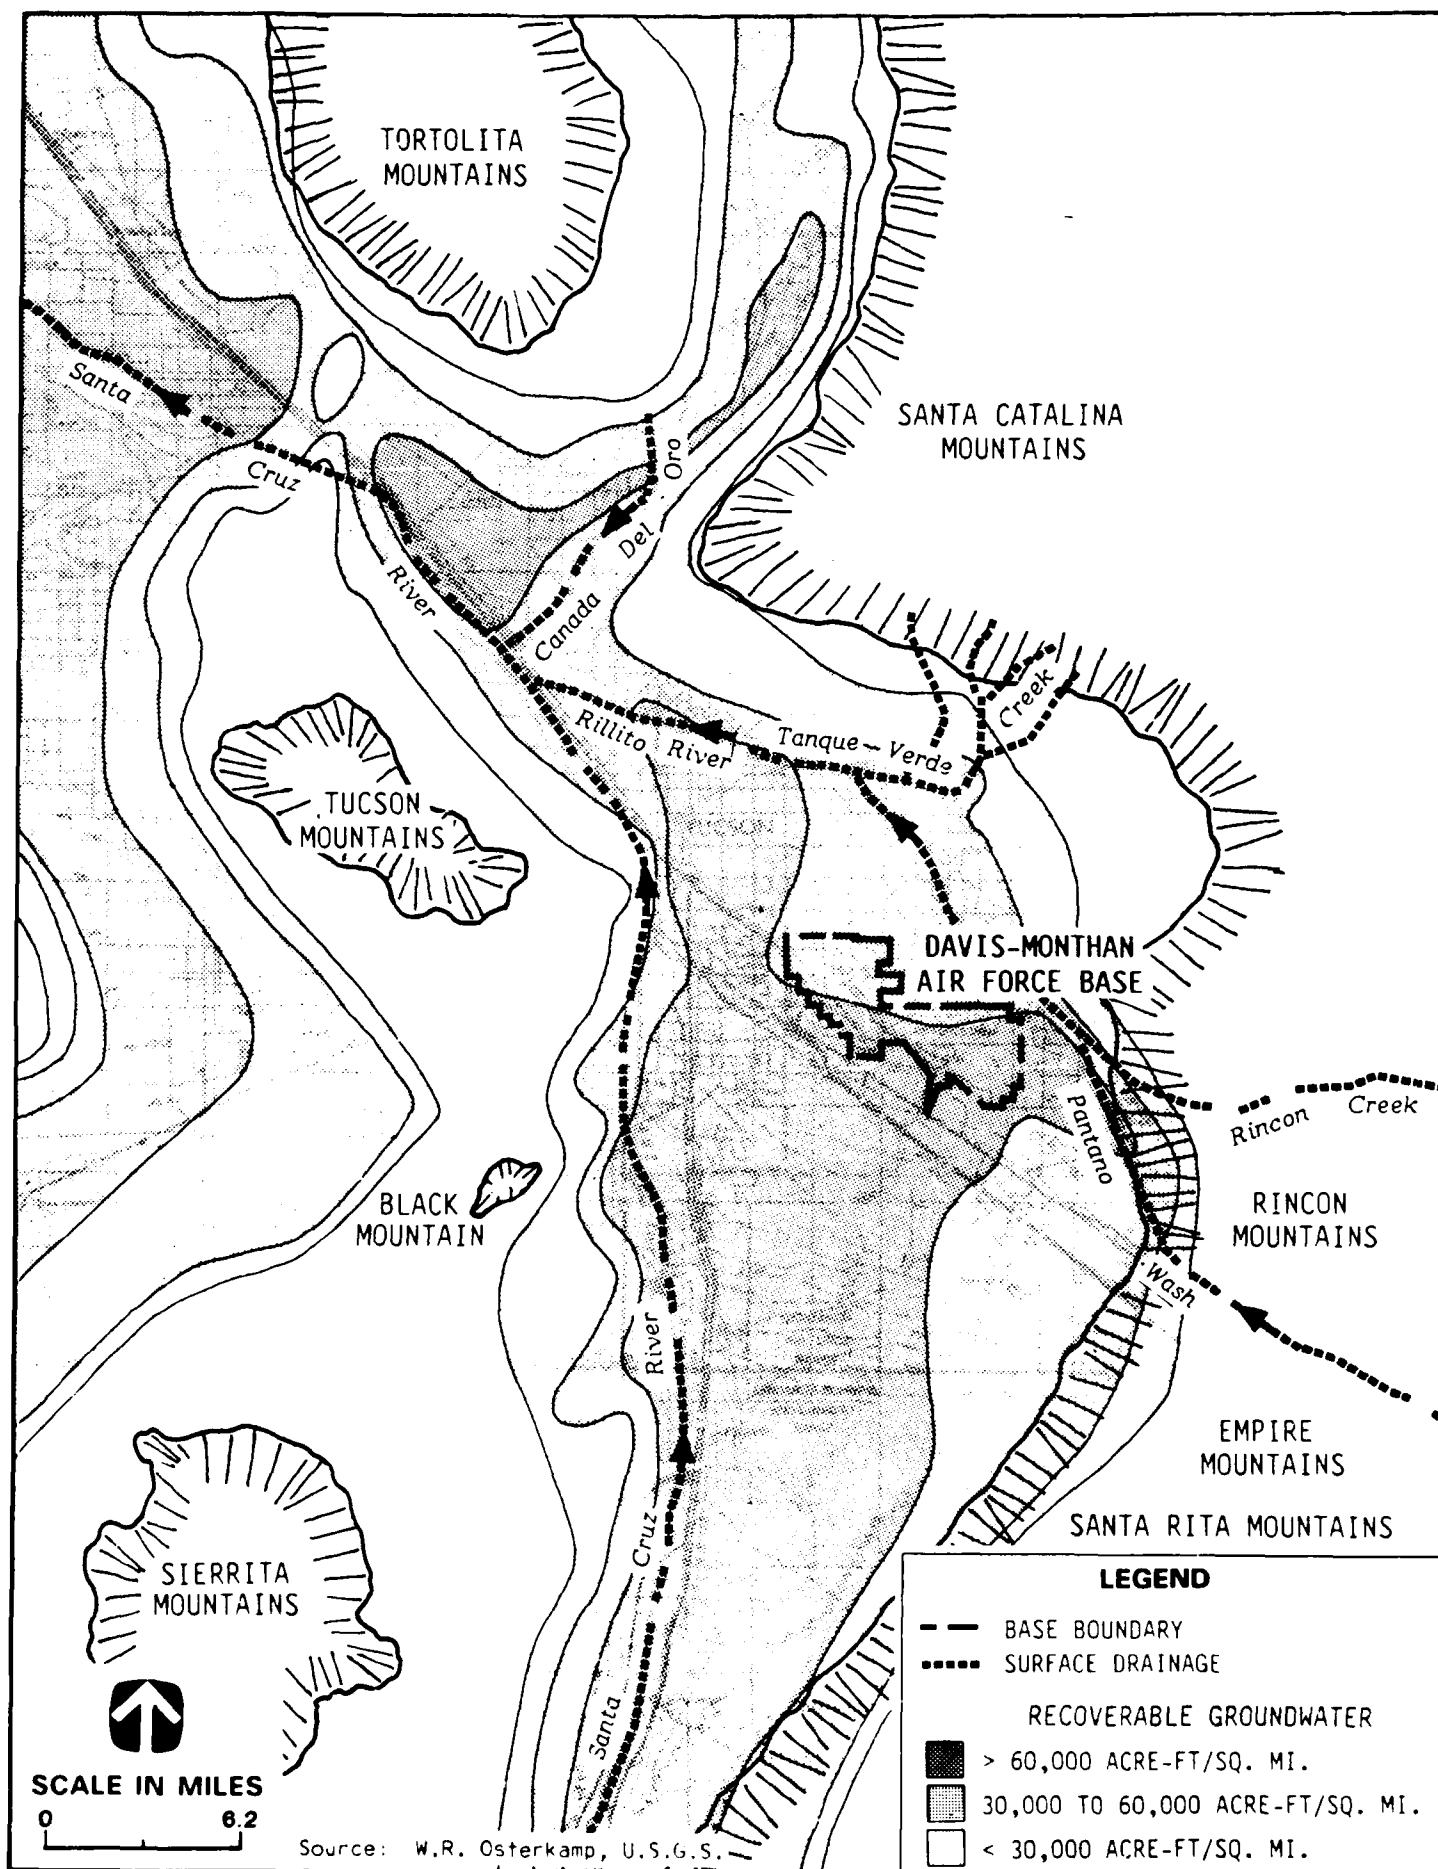 TORTOLITA
MOUNTAINS
SANTA CATALINA
MOUNTAINS
Santa
Cruz
River
Oro
Del
Canada
Creek
Rillito River
Tanque-Verde
TUCSON
MOUNTAINS
DAVIS-MONTHAN
AIR FORCE BASE
Pantano
Wash
Rincon Creek
BLACK
MOUNTAIN
RINCON
MOUNTAINS
River
EMPIRE
MOUNTAINS
SANTA RITA MOUNTAINS
Cruz
Santa
SIERRITA
MOUNTAINS
SCALE IN MILES
0 6.2
Source: W.R. Osterkamp, U.S.G.S.
LEGEND
BASE BOUNDARY
SURFACE DRAINAGE
RECOVERABLE GROUNDWATER
> 60,000 ACRE-FT/SQ. MI.
30,000 TO 60,000 ACRE-FT/SQ. MI.
< 30,000 ACRE-FT/SQ. MI.